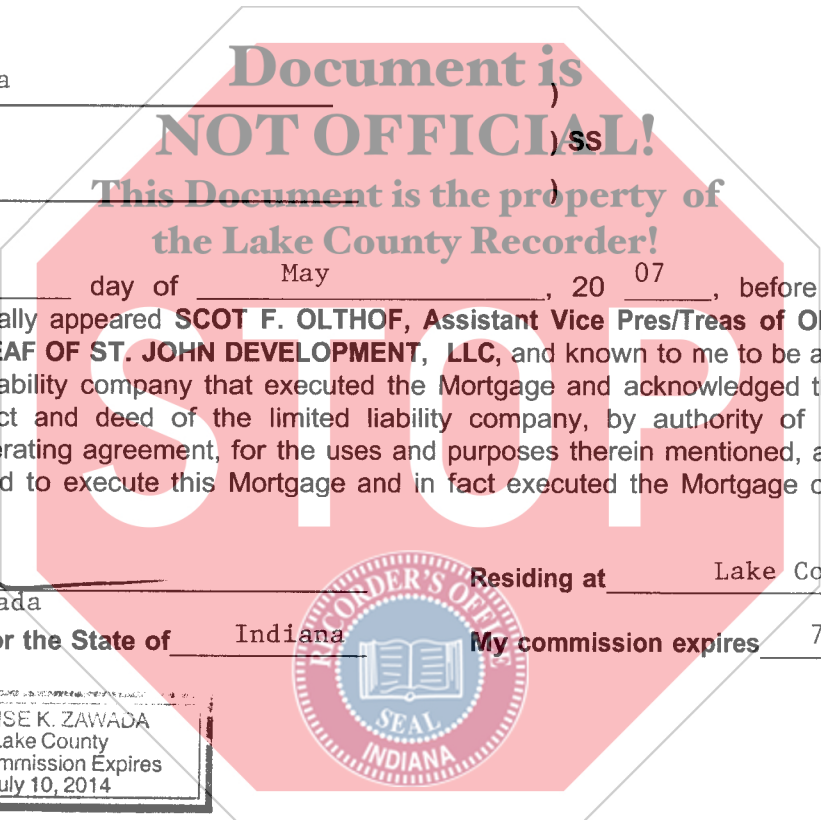 Document is
a )
NOT OFFICIAL!
) SS
This Document is the property of
)
the Lake County Recorder!
day of May, 20 07, before
ally appeared SCOT F. OLTHOF, Assistant Vice Pres/Treas of Ol
EAF OF ST. JOHN DEVELOPMENT, LLC, and known to me to be a
ability company that executed the Mortgage and acknowledged t
ct and deed of the limited liability company, by authority of
erating agreement, for the uses and purposes therein mentioned, a
d to execute this Mortgage and in fact executed the Mortgage o
STOP
Residing at Lake Co
ada
or the State of Indiana My commission expires 7
RECORDER'S OFFICE
SEAL
INDIANA
ISE K. ZAWADA
Lake County
mmission Expires
uly 10, 2014